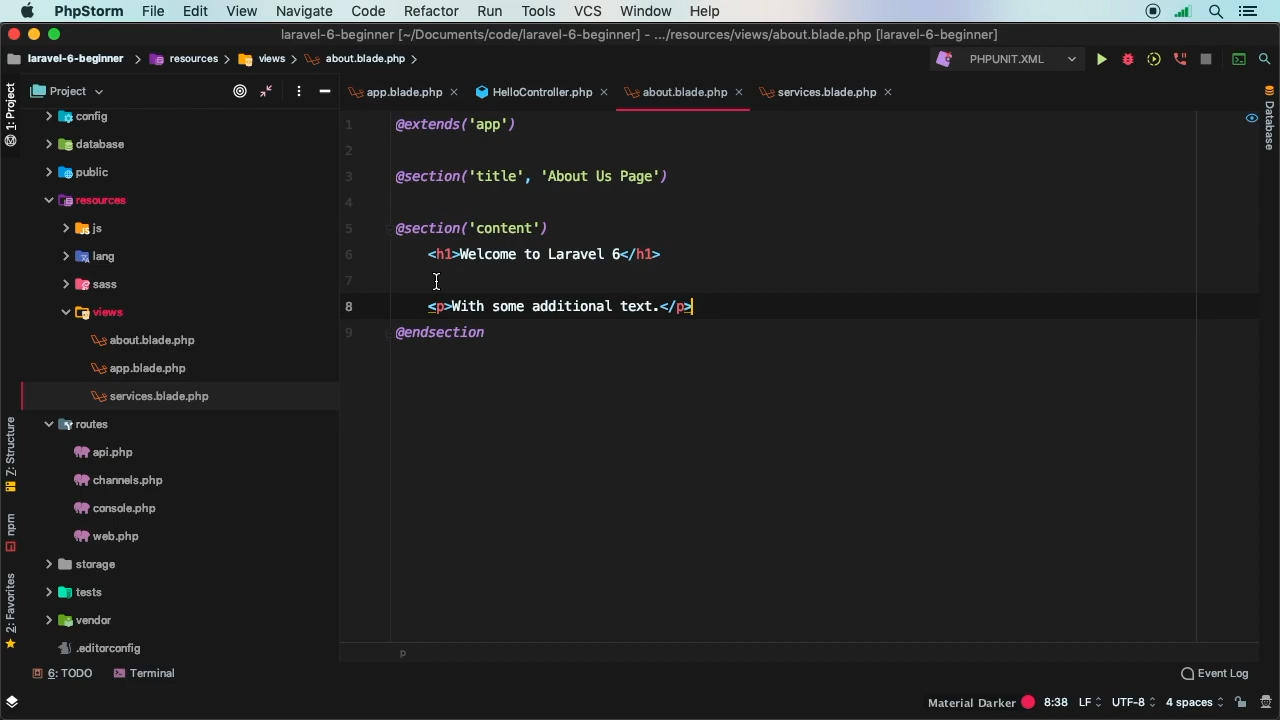 PhpStorm File Edit View Navigate Code Refactor Run Tools VCS Window Help
laravel-6-beginner [~/Documents/code/laravel-6-beginner] - .../resources/views/about.blade.php [laravel-6-beginner]
laravel-6-beginner resources views about.blade.php PHPUNIT.XML
1: Project
Project
config
database
public
resources
js
lang
sass
views
about.blade.php
app.blade.php
services.blade.php
routes
api.php
channels.php
console.php
web.php
storage
tests
vendor
.editorconfig
7: Structure
npm
2: Favorites
app.blade.php HelloController.php about.blade.php services.blade.php
1 @extends('app')
2
3 @section('title', 'About Us Page')
4
5 @section('content')
6 <h1>Welcome to Laravel 6</h1>
7
8 <p>With some additional text.</p>
9 @endsection
p
Database
6: TODO Terminal Event Log
Material Darker 8:38 LF UTF-8 4 spaces